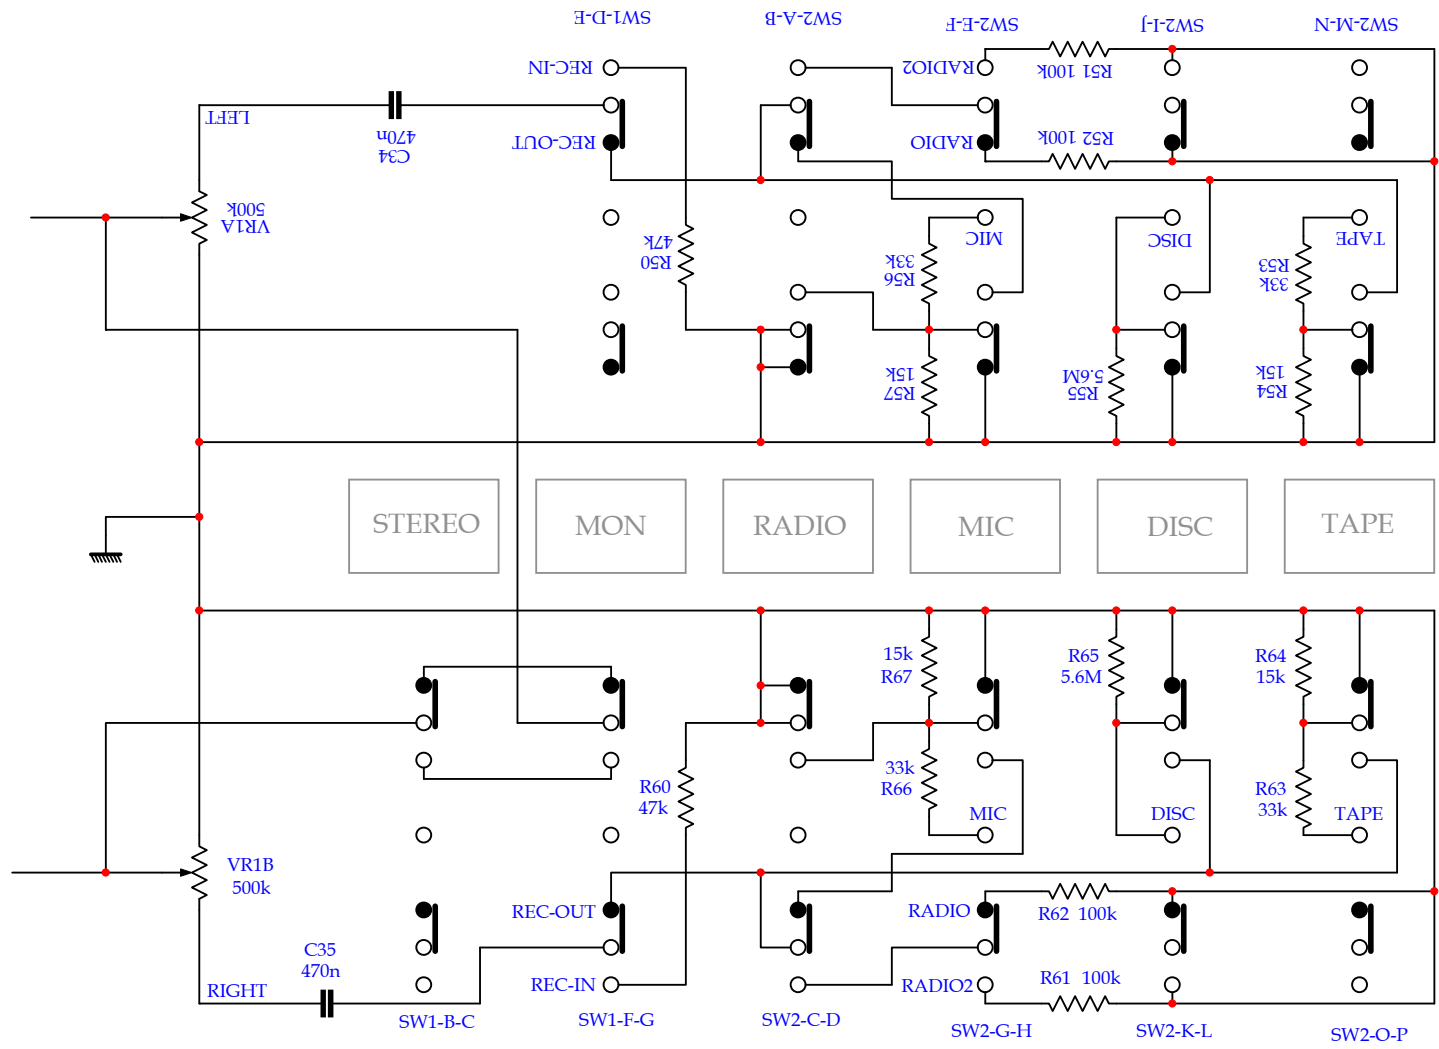 SW1-D-E
SW2-A-B
SW2-E-F
SW2-I-J
SW2-M-N
REC-IN
RADIO2
R51 100k
LEFT
470n
C34
REC-OUT
RADIO
R52 100k
500k
VR1A
47k
R50
MIC
33k
R56
DISC
TAPE
R53
33k
15k
R57
5.6M
R55
15k
R54
STEREO
MON
RADIO
MIC
DISC
TAPE
15k
R67
R65
5.6M
R64
15k
R60
47k
33k
R66
MIC
DISC
R63
33k
TAPE
VR1B
500k
REC-OUT
RADIO
R62 100k
C35
470n
RIGHT
REC-IN
RADIO2
R61 100k
SW1-B-C
SW1-F-G
SW2-C-D
SW2-G-H
SW2-K-L
SW2-O-P